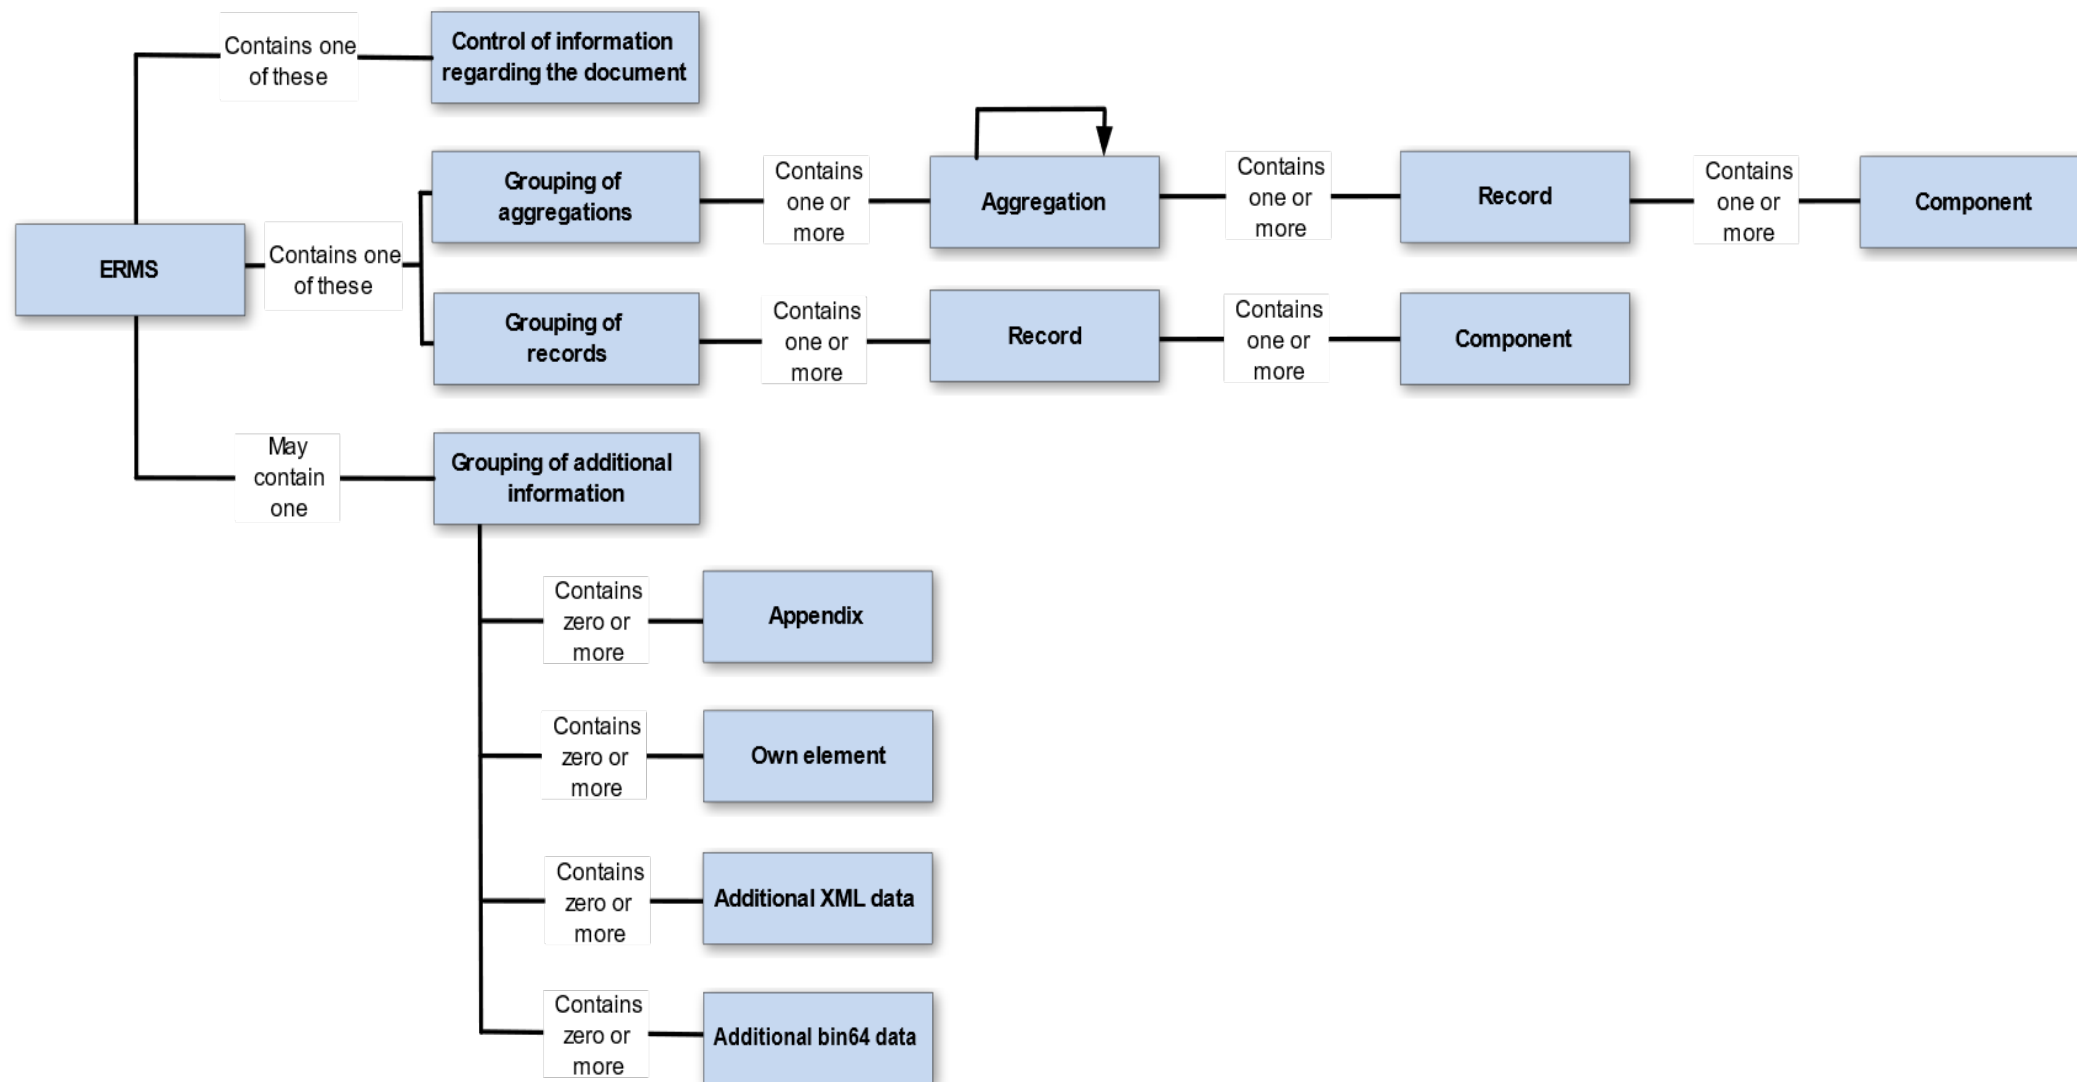 Contains one
of these
Control of information
regarding the document
ERMS
Contains one
of these
Grouping of
aggregations
Contains
one or
more
Aggregation
Contains
one or
more
Record
Contains
one or
more
Component
Grouping of
records
Contains
one or
more
Record
Contains
one or
more
Component
May
contain
one
Grouping of additional
information
Contains
zero or
more
Appendix
Contains
zero or
more
Own element
Contains
zero or
more
Additional XML data
Contains
zero or
more
Additional bin64 data